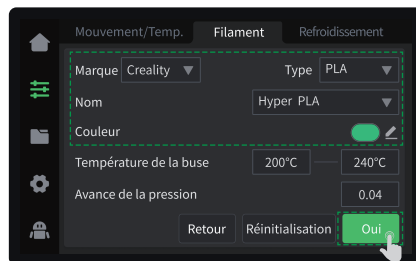 Mouvement/Temp. Filament Refroidissement
Marque Creality Type PLA
Nom Hyper PLA
Couleur
Température de la buse 200°C 240°C
Avance de la pression 0.04
Retour Réinitialisation Oui